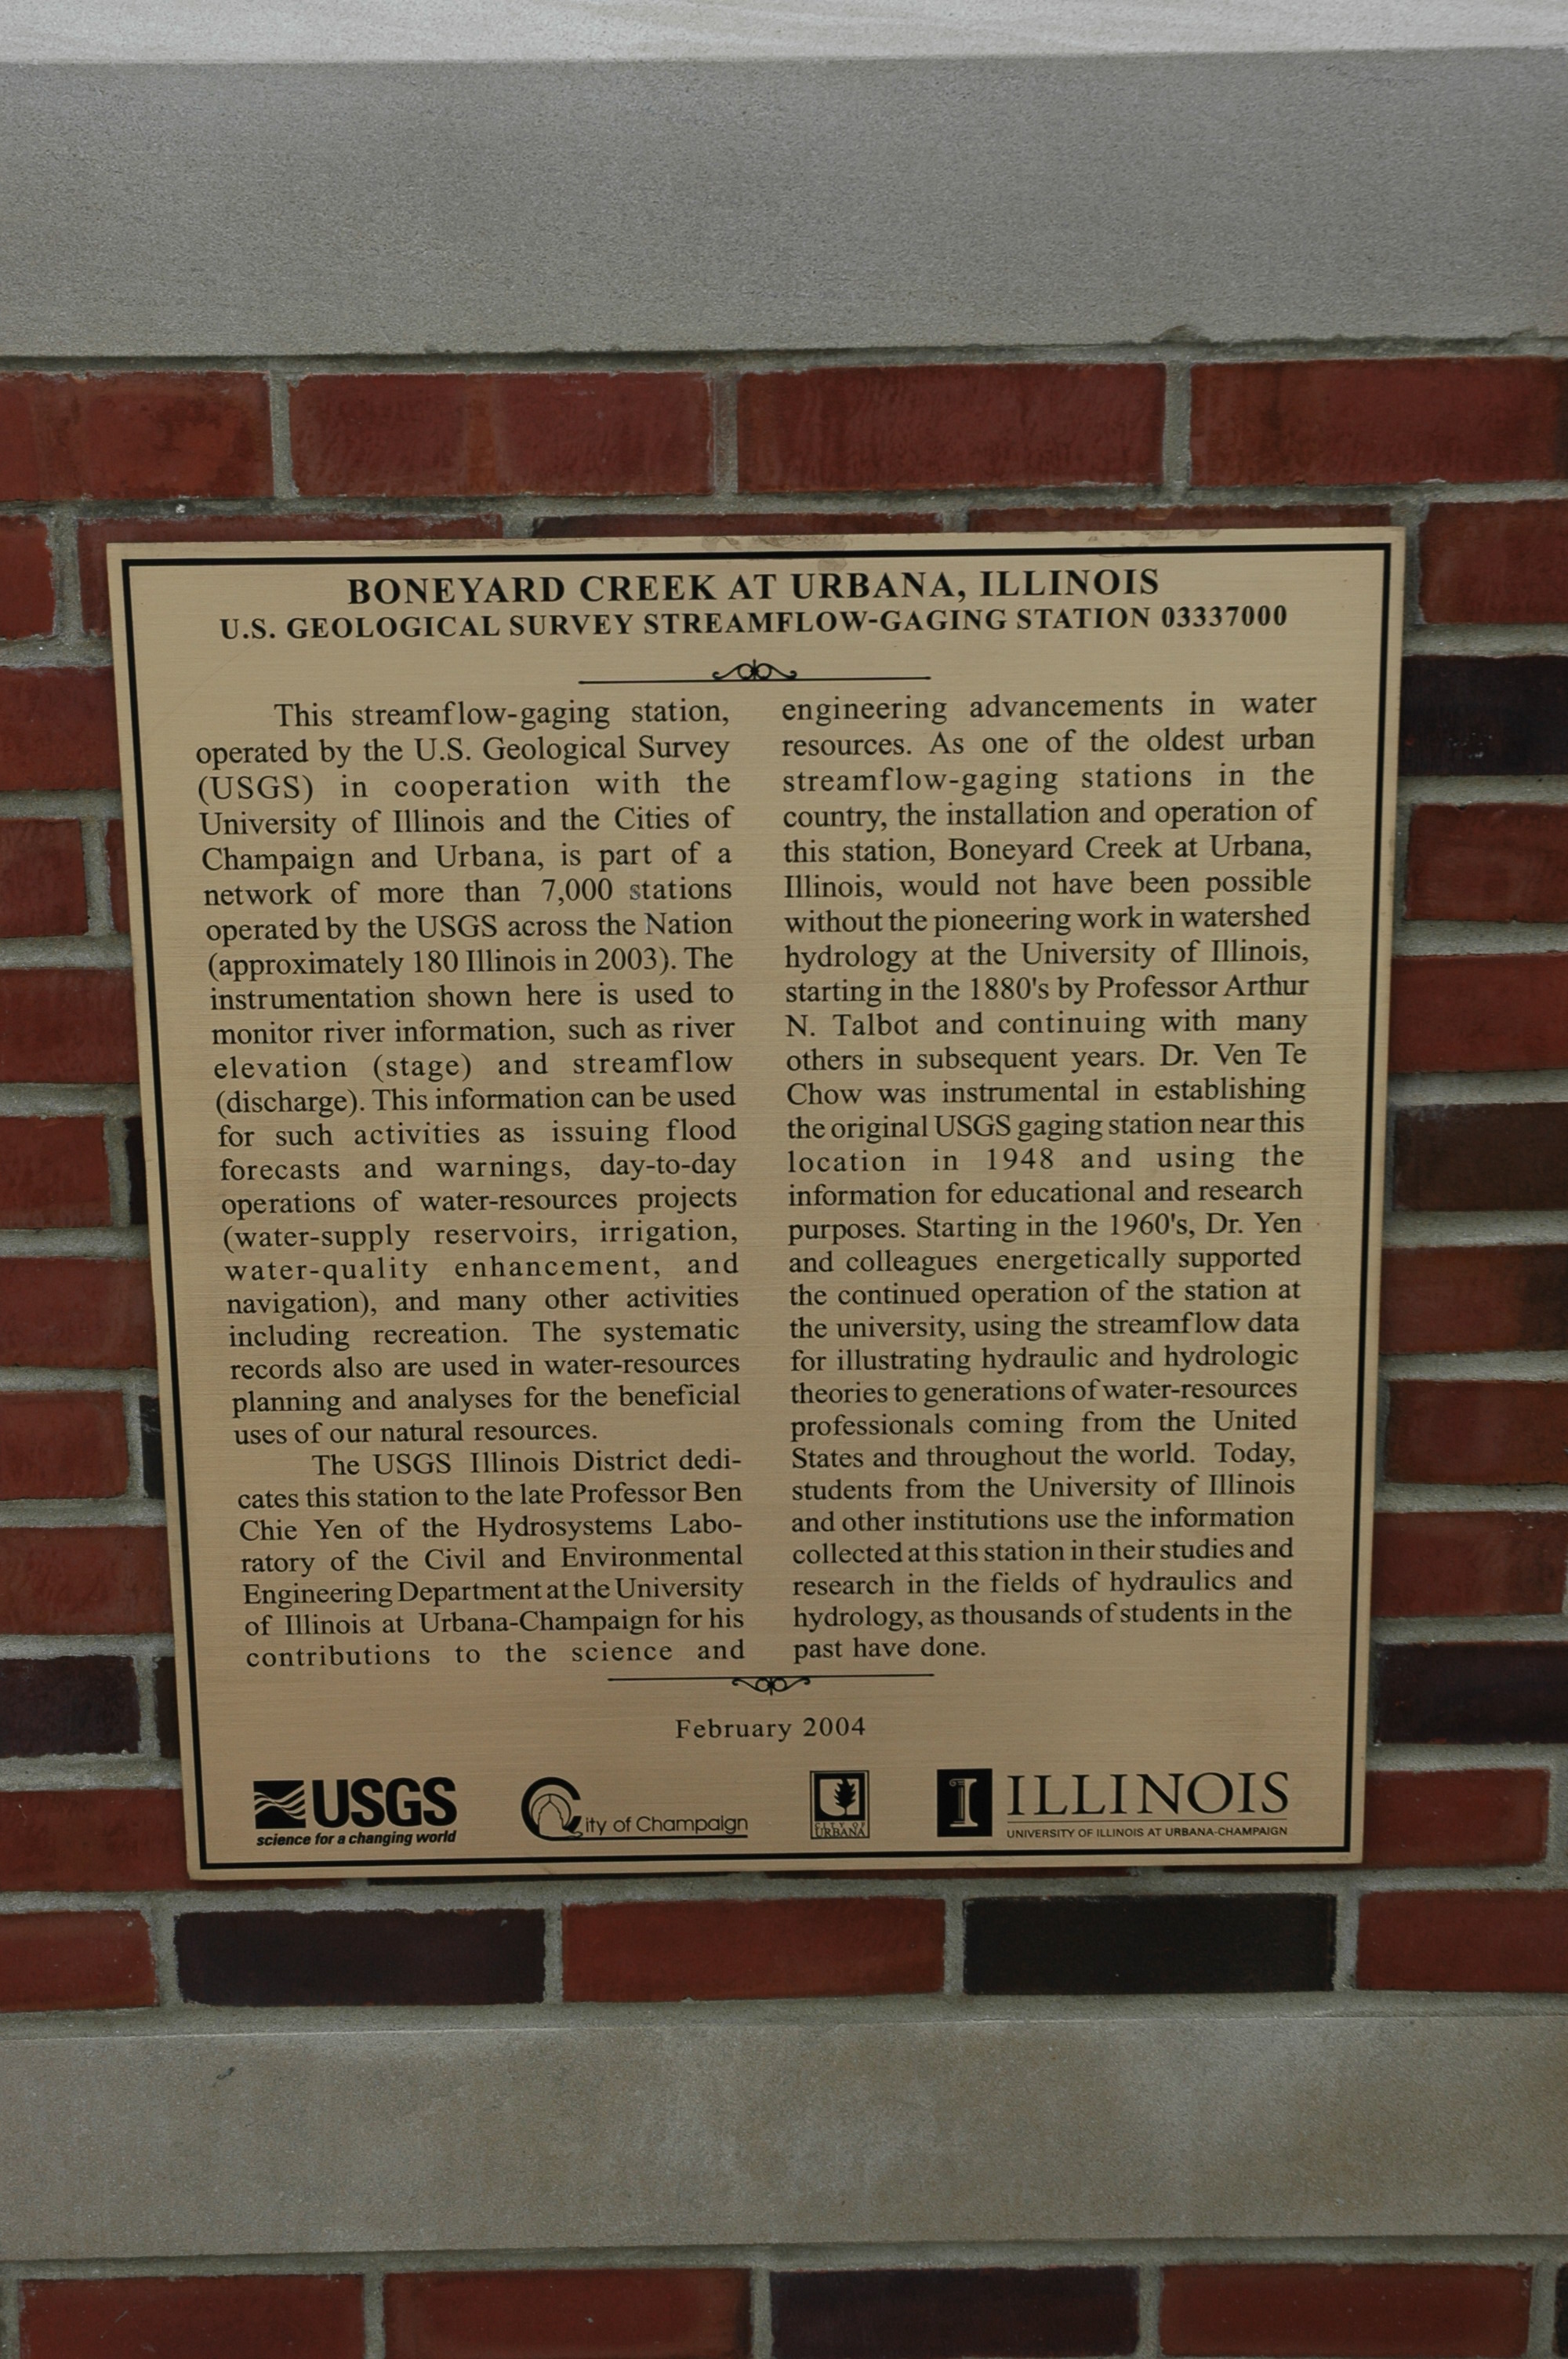 BONEYARD CREEK AT URBANA, ILLINOIS
U.S. GEOLOGICAL SURVEY STREAMFLOW-GAGING STATION 03337000
This streamflow-gaging station,
operated by the U.S. Geological Survey
(USGS) in cooperation with the
University of Illinois and the Cities of
Champaign and Urbana, is part of a
network of more than 7,000 stations
operated by the USGS across the Nation
(approximately 180 Illinois in 2003). The
instrumentation shown here is used to
monitor river information, such as river
elevation (stage) and streamflow
(discharge). This information can be used
for such activities as issuing flood
forecasts and warnings, day-to-day
operations of water-resources projects
(water-supply reservoirs, irrigation,
water-quality enhancement, and
navigation), and many other activities
including recreation. The systematic
records also are used in water-resources
planning and analyses for the beneficial
uses of our natural resources.
The USGS Illinois District dedi-
cates this station to the late Professor Ben
Chie Yen of the Hydrosystems Labo-
ratory of the Civil and Environmental
Engineering Department at the University
of Illinois at Urbana-Champaign for his
contributions to the science and
engineering advancements in water
resources. As one of the oldest urban
streamflow-gaging stations in the
country, the installation and operation of
this station, Boneyard Creek at Urbana,
Illinois, would not have been possible
without the pioneering work in watershed
hydrology at the University of Illinois,
starting in the 1880's by Professor Arthur
N. Talbot and continuing with many
others in subsequent years. Dr. Ven Te
Chow was instrumental in establishing
the original USGS gaging station near this
location in 1948 and using the
information for educational and research
purposes. Starting in the 1960's, Dr. Yen
and colleagues energetically supported
the continued operation of the station at
the university, using the streamflow data
for illustrating hydraulic and hydrologic
theories to generations of water-resources
professionals coming from the United
States and throughout the world. Today,
students from the University of Illinois
and other institutions use the information
collected at this station in their studies and
research in the fields of hydraulics and
hydrology, as thousands of students in the
past have done.
February 2004
USGS
science for a changing world
City of Champaign
CITY OF
URBANA
I ILLINOIS
UNIVERSITY OF ILLINOIS AT URBANA-CHAMPAIGN